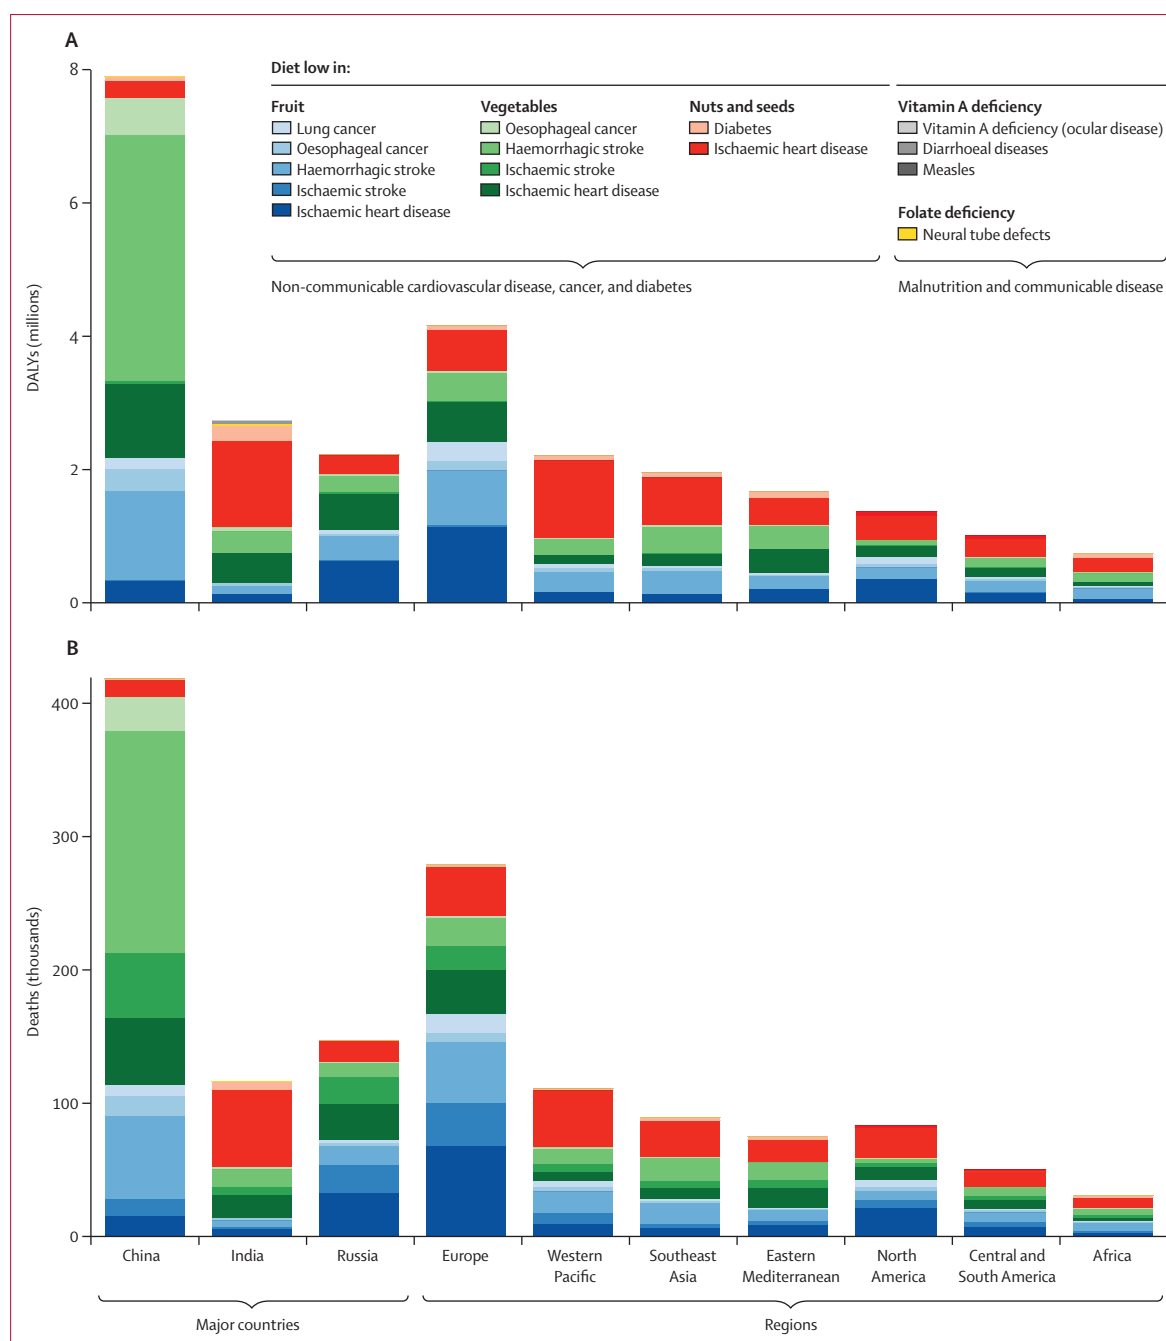 A
8
6
4
2
0
DALYs (millions)
Diet low in:
Fruit
Lung cancer
Oesophageal cancer
Haemorrhagic stroke
Ischaemic stroke
Ischaemic heart disease
Vegetables
Oesophageal cancer
Haemorrhagic stroke
Ischaemic stroke
Ischaemic heart disease
Nuts and seeds
Diabetes
Ischaemic heart disease
Vitamin A deficiency
Vitamin A deficiency (ocular disease)
Diarrhoeal diseases
Measles
Folate deficiency
Neural tube defects
Non-communicable cardiovascular disease, cancer, and diabetes
Malnutrition and communicable disease
B
400
300
200
100
0
Deaths (thousands)
China
India
Russia
Europe
Western
Pacific
Southeast
Asia
Eastern
Mediterranean
North
America
Central and
South America
Africa
Major countries
Regions